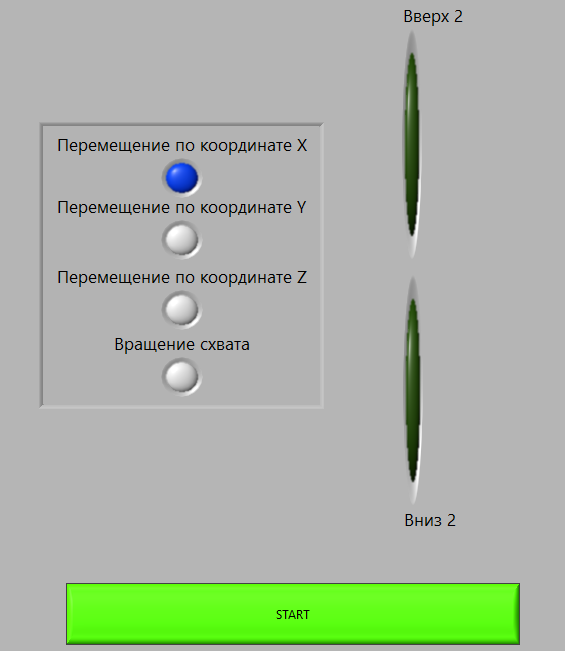 Вверх 2
Перемещение по координате X
Перемещение по координате Y
Перемещение по координате Z
Вращение схвата
Вниз 2
START